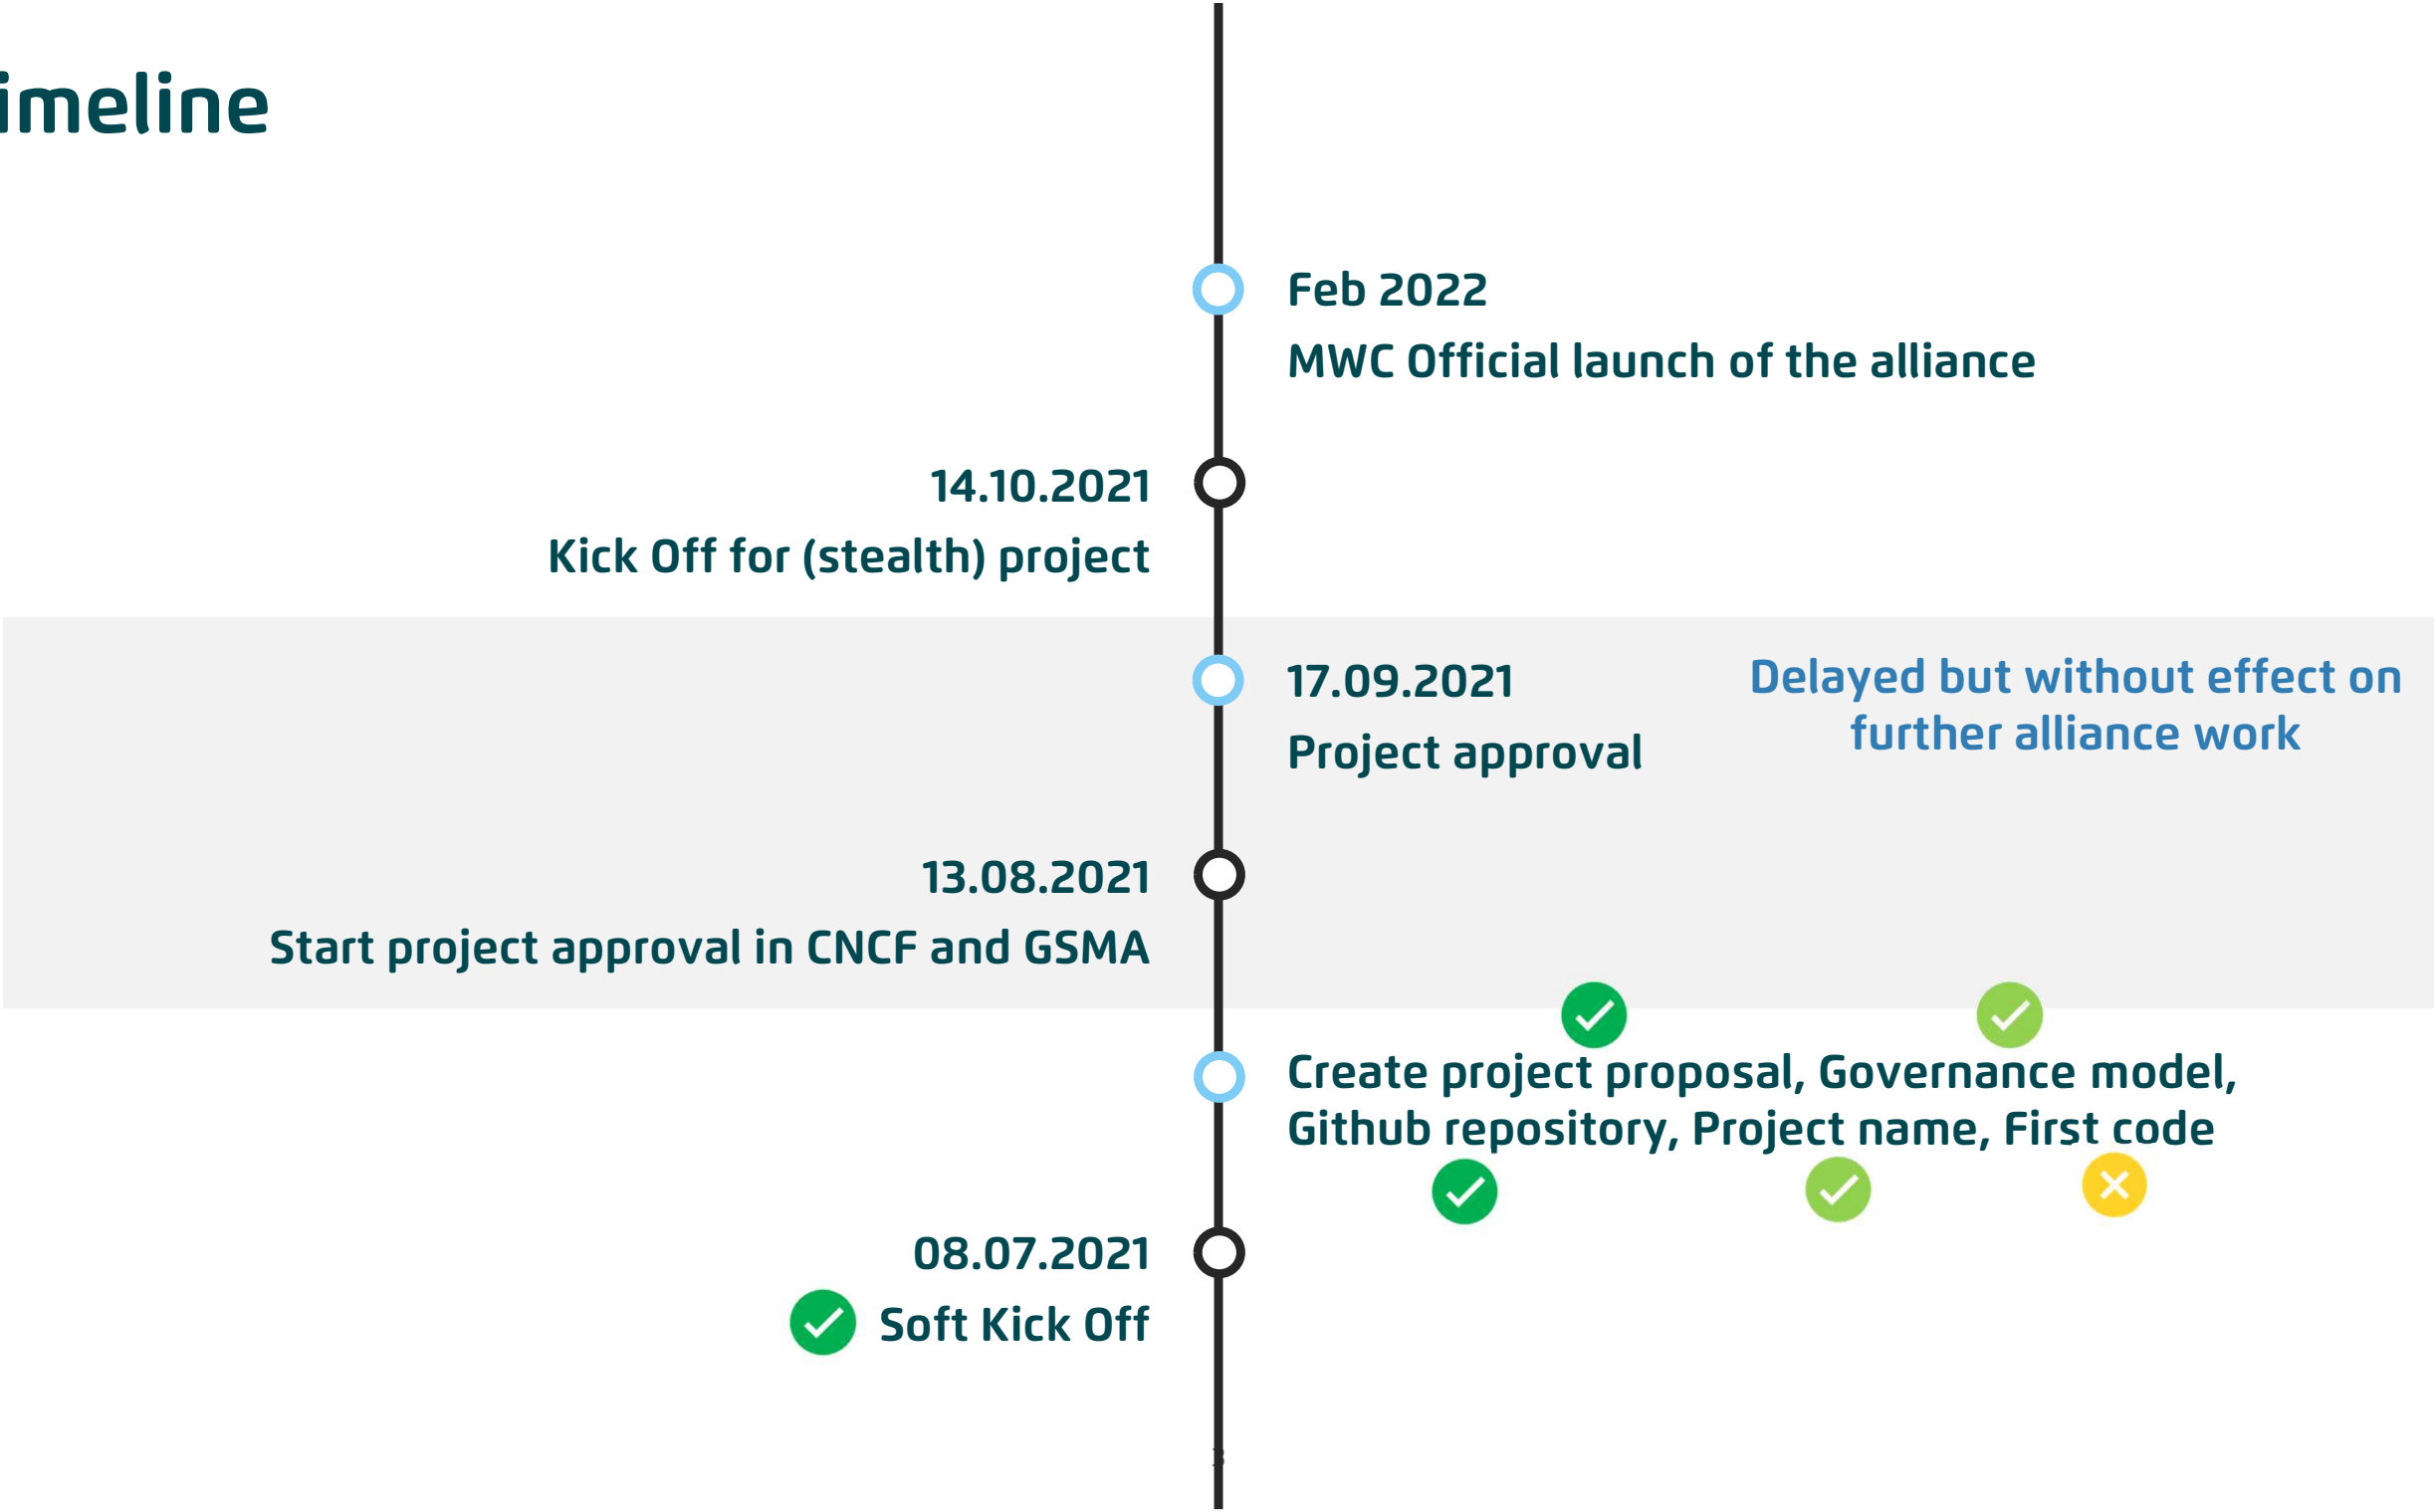 imeline
Feb 2022
MWC Official launch of the alliance
14.10.2021
Kick Off for (stealth) project
17.09.2021
Project approval
Delayed but without effect on
further alliance work
13.08.2021
Start project approval in CNCF and GSMA
Create project proposal, Governance model,
Github repository, Project name, First code
08.07.2021
Soft Kick Off
3